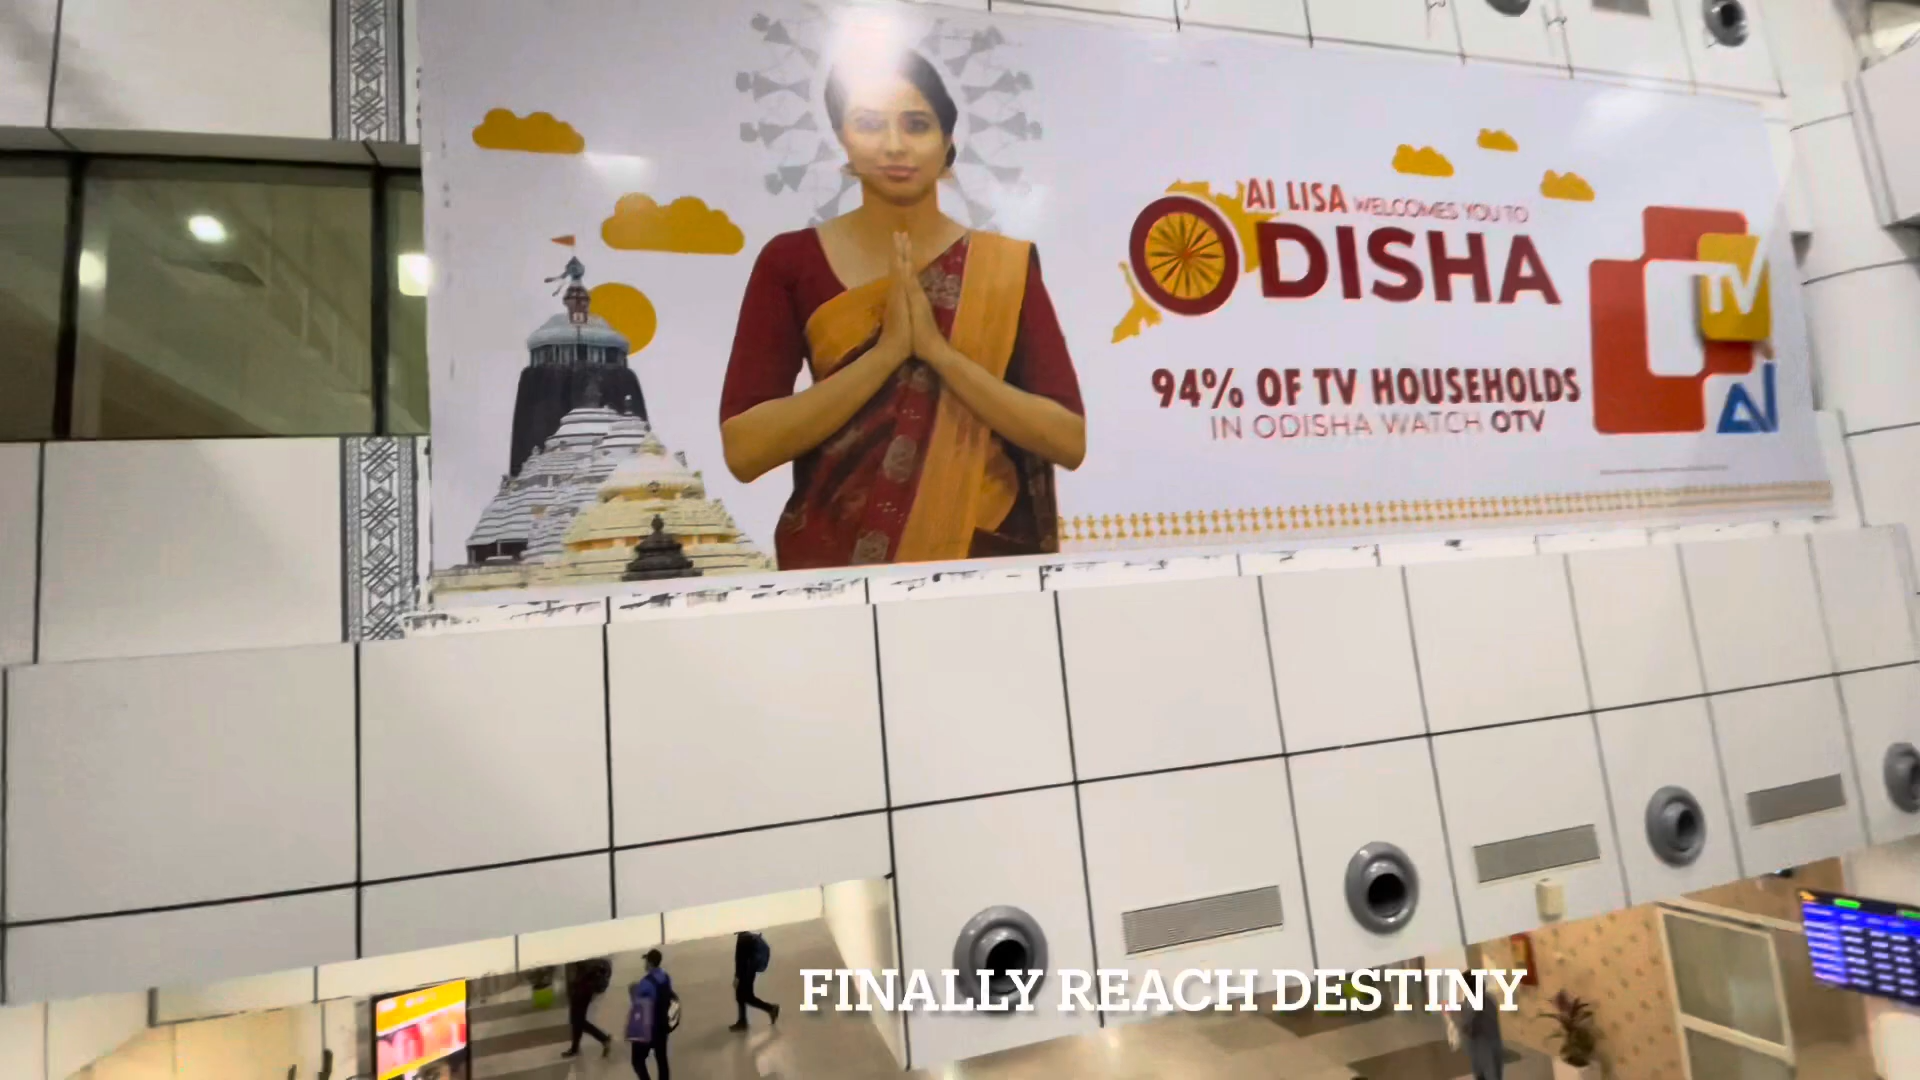 AI LISA WELCOMES YOU TO
ODISHA
TV
AI
94% OF TV HOUSEHOLDS
IN ODISHA WATCH OTV
FINALLY REACH DESTINY